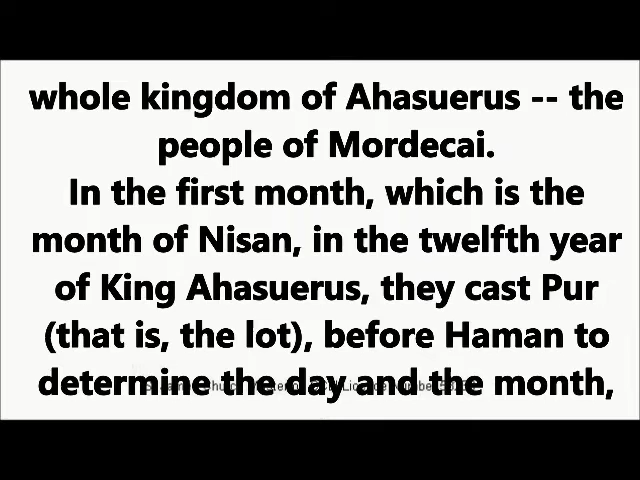 whole kingdom of Ahasuerus -- the
people of Mordecai.
In the first month, which is the
month of Nisan, in the twelfth year
of King Ahasuerus, they cast Pur
(that is, the lot), before Haman to
determine the day and the month,